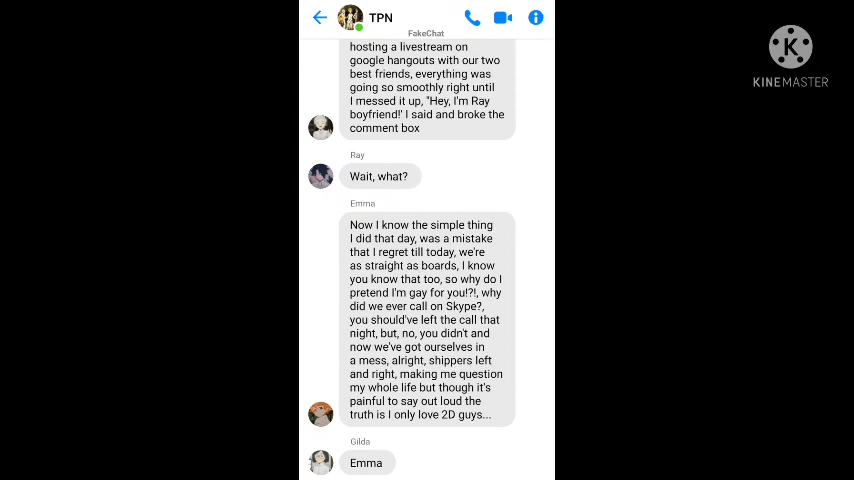 TPN
FakeChat
hosting a livestream on
google hangouts with our two
best friends, everything was
going so smoothly right until
I messed it up, "Hey, I'm Ray
boyfriend!' I said and broke the
comment box
Ray
Wait, what?
Emma
Now I know the simple thing
I did that day, was a mistake
that I regret till today, we're
as straight as boards, I know
you know that too, so why do I
pretend I'm gay for you!?!, why
did we ever call on Skype?,
you should've left the call that
night, but, no, you didn't and
now we've got ourselves in
a mess, alright, shippers left
and right, making me question
my whole life but though it's
painful to say out loud the
truth is I only love 2D guys...
Gilda
Emma
K
KINEMASTER